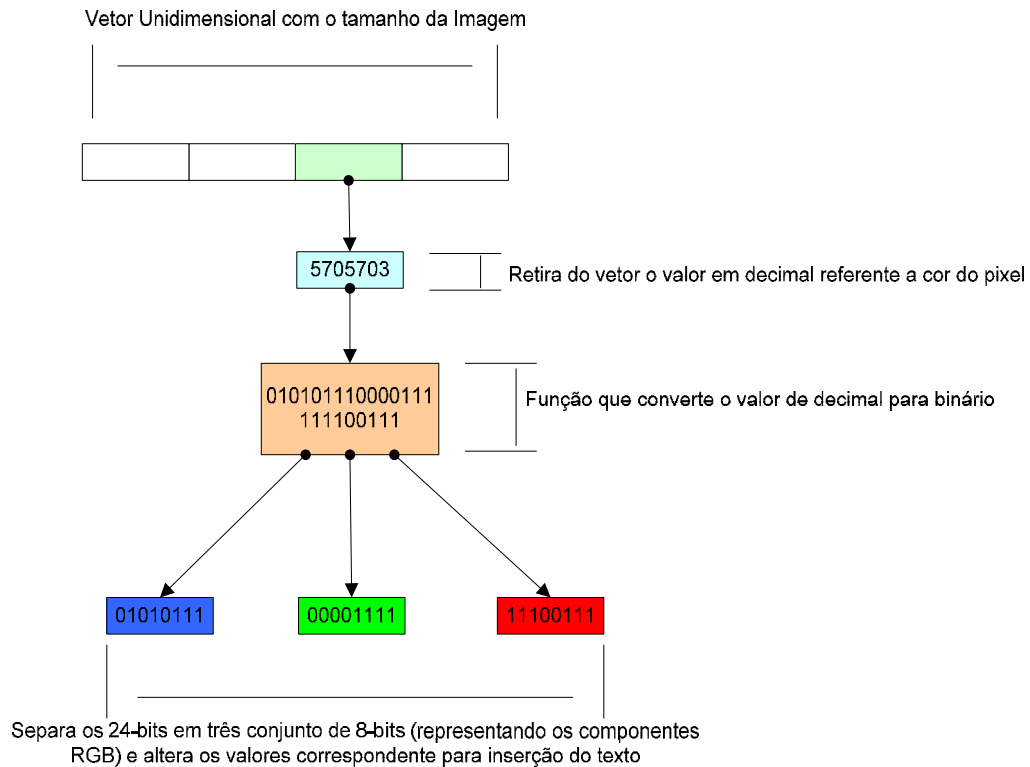 Vetor Unidimensional com o tamanho da Imagem
5705703
Retira do vetor o valor em decimal referente a cor do pixel
010101110000111
111100111
Função que converte o valor de decimal para binário
01010111
00001111
11100111
Separa os 24-bits em três conjunto de 8-bits (representando os componentes
RGB) e altera os valores correspondente para inserção do texto